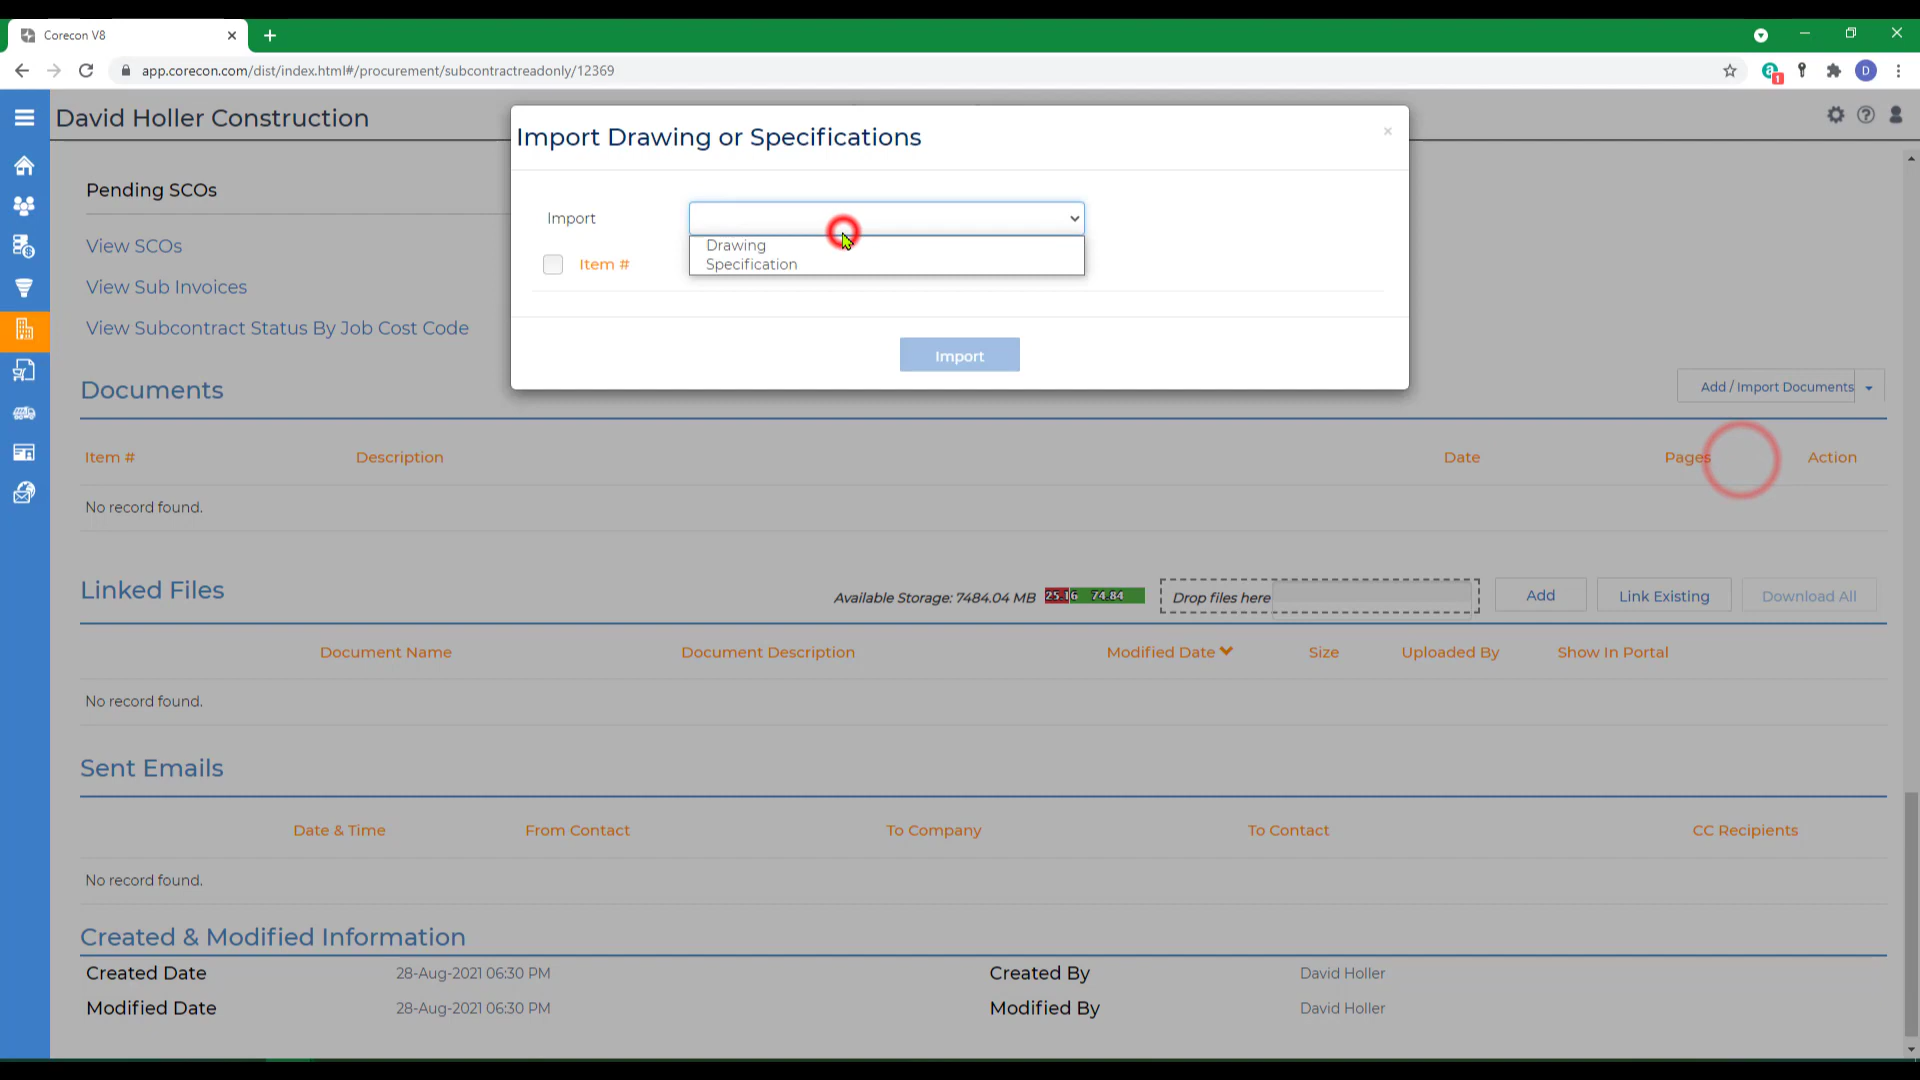 Corecon V8
app.corecon.com/dist/index.html#/procurement/subcontractreadonly/12369
D
1
David Holler Construction
Import Drawing or Specifications
×
Pending SCOs
Import
Drawing
Specification
Item #
View SCOs
View Sub Invoices
View Subcontract Status By Job Cost Code
Import
Documents
Add / Import Documents
Item # Description Date Pages Action
No record found.
Linked Files
Available Storage: 7484.04 MB 25.16 74.84 Drop files here Add Link Existing Download All
Document Name Document Description Modified Date Size Uploaded By Show In Portal
No record found.
Sent Emails
Date & Time From Contact To Company To Contact CC Recipients
No record found.
Created & Modified Information
Created Date 28-Aug-2021 06:30 PM Created By David Holler
Modified Date 28-Aug-2021 06:30 PM Modified By David Holler